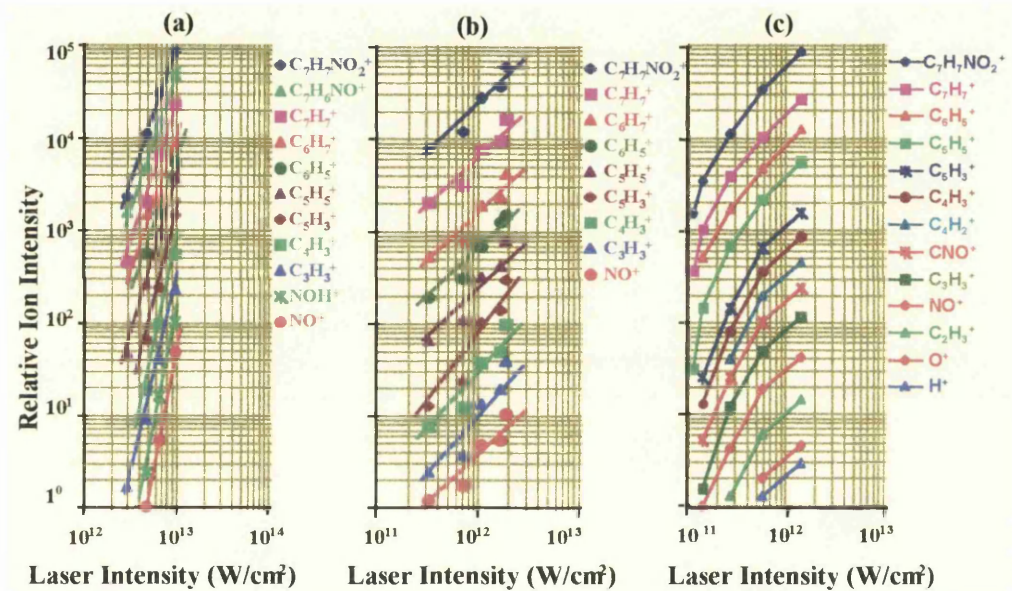 (a)
(b)
(c)
Relative Ion Intensity
10⁵
10⁴
10³
10²
10¹
10⁰
C₇H₇NO₂⁺
C₇H₆NO⁺
C₇H₇⁺
C₆H₇⁺
C₆H₅⁺
C₅H₅⁺
C₅H₃⁺
C₄H₃⁺
C₃H₃⁺
NOH⁺
NO⁺
10¹²
10¹³
10¹⁴
Laser Intensity (W/cm²)
C₇H₇NO₂⁺
C₇H₇⁺
C₆H₇⁺
C₆H₅⁺
C₅H₅⁺
C₅H₃⁺
C₄H₃⁺
C₃H₃⁺
NO⁺
10¹¹
10¹²
10¹³
Laser Intensity (W/cm²)
C₇H₇NO₂⁺
C₇H₇⁺
C₆H₅⁺
C₅H₅⁺
C₅H₃⁺
C₄H₃⁺
C₄H₂⁺
CNO⁺
C₃H₃⁺
NO⁺
C₂H₃⁺
O⁺
H⁺
10¹¹
10¹²
10¹³
Laser Intensity (W/cm²)